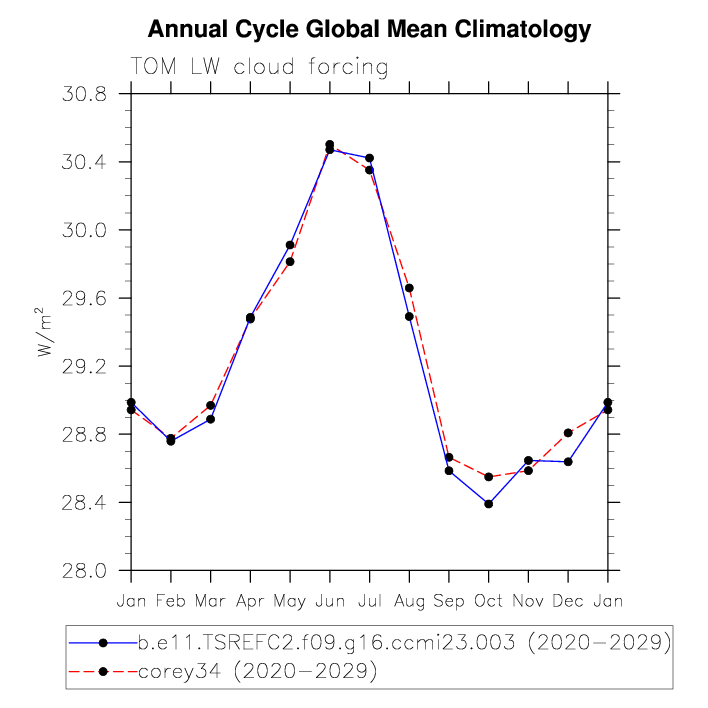 Annual Cycle Global Mean Climatology
TOM LW cloud forcing
30.8
30.4
30.0
29.6
29.2
28.8
28.4
28.0
W/m²
Jan Feb Mar Apr May Jun Jul Aug Sep Oct Nov Dec Jan
b.e11.TSREFC2.f09.g16.ccmi23.003 (2020-2029)
corey34 (2020-2029)